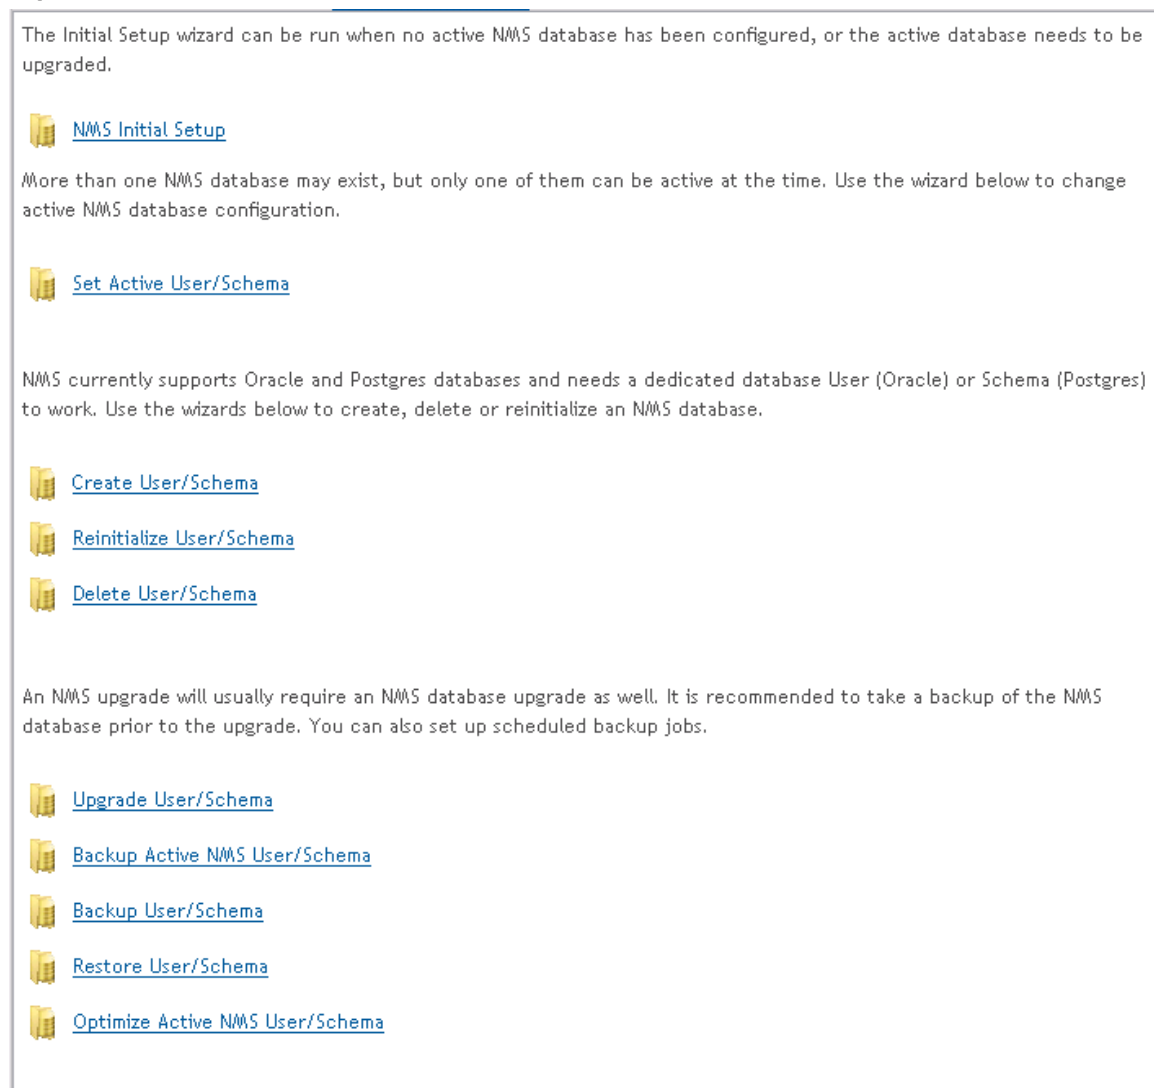 The Initial Setup wizard can be run when no active NMS database has been configured, or the active database needs to be
upgraded.
NMS Initial Setup
More than one NMS database may exist, but only one of them can be active at the time. Use the wizard below to change
active NMS database configuration.
Set Active User/Schema
NMS currently supports Oracle and Postgres databases and needs a dedicated database User (Oracle) or Schema (Postgres)
to work. Use the wizards below to create, delete or reinitialize an NMS database.
Create User/Schema
Reinitialize User/Schema
Delete User/Schema
An NMS upgrade will usually require an NMS database upgrade as well. It is recommended to take a backup of the NMS
database prior to the upgrade. You can also set up scheduled backup jobs.
Upgrade User/Schema
Backup Active NMS User/Schema
Backup User/Schema
Restore User/Schema
Optimize Active NMS User/Schema